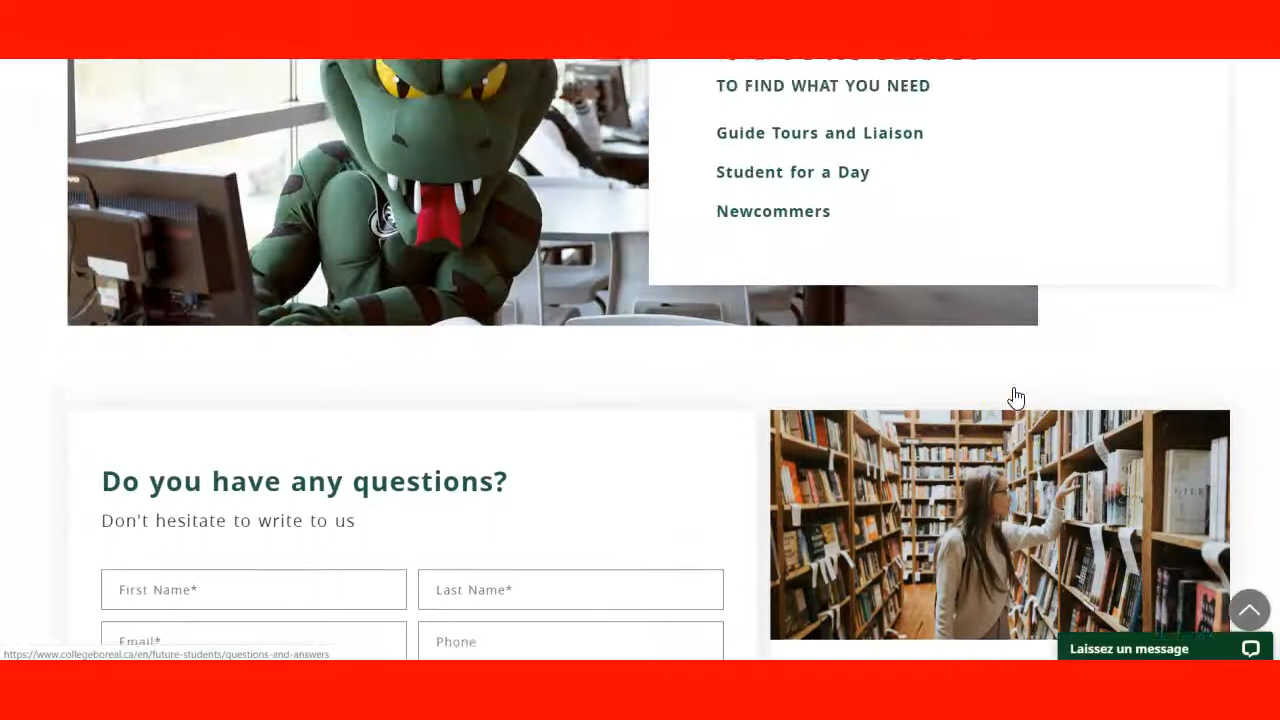 TO FIND WHAT YOU NEED
Guide Tours and Liaison
Student for a Day
Newcommers
Do you have any questions?
Don't hesitate to write to us
First Name*
Last Name*
Email*
Phone
https://www.collegeboreal.ca/en/future-students/questions-and-answers
Laissez un message